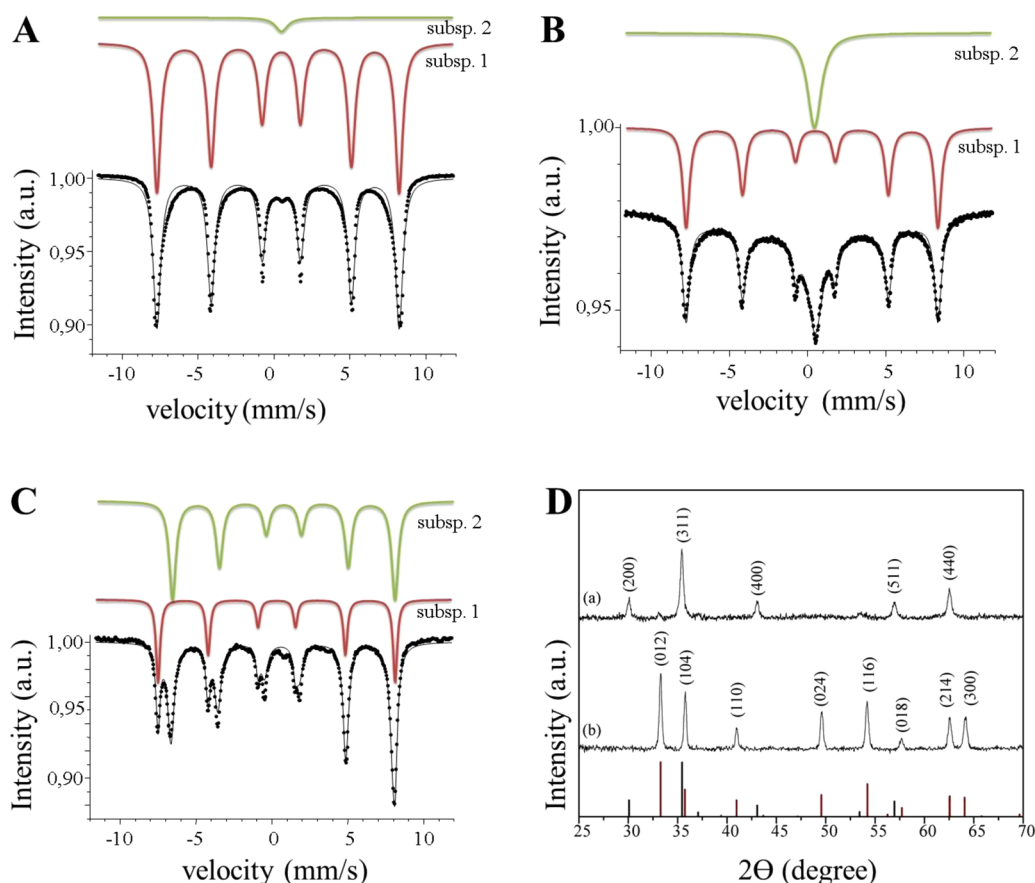 A
subsp. 2
subsp. 1
1,00
0,95
0,90
Intensity (a.u.)
-10 -5 0 5 10
velocity (mm/s)
B
subsp. 2
subsp. 1
1,00
0,95
Intensity (a.u.)
-10 -5 0 5 10
velocity (mm/s)
C
subsp. 2
subsp. 1
1,00
0,95
0,90
Intensity (a.u.)
-10 -5 0 5 10
velocity (mm/s)
D
(a)
(200) (311) (400) (511) (440)
(b)
(012) (104) (110) (024) (116) (018) (214) (300)
Intensity (a.u.)
25 30 35 40 45 50 55 60 65 70
2Ɵ (degree)